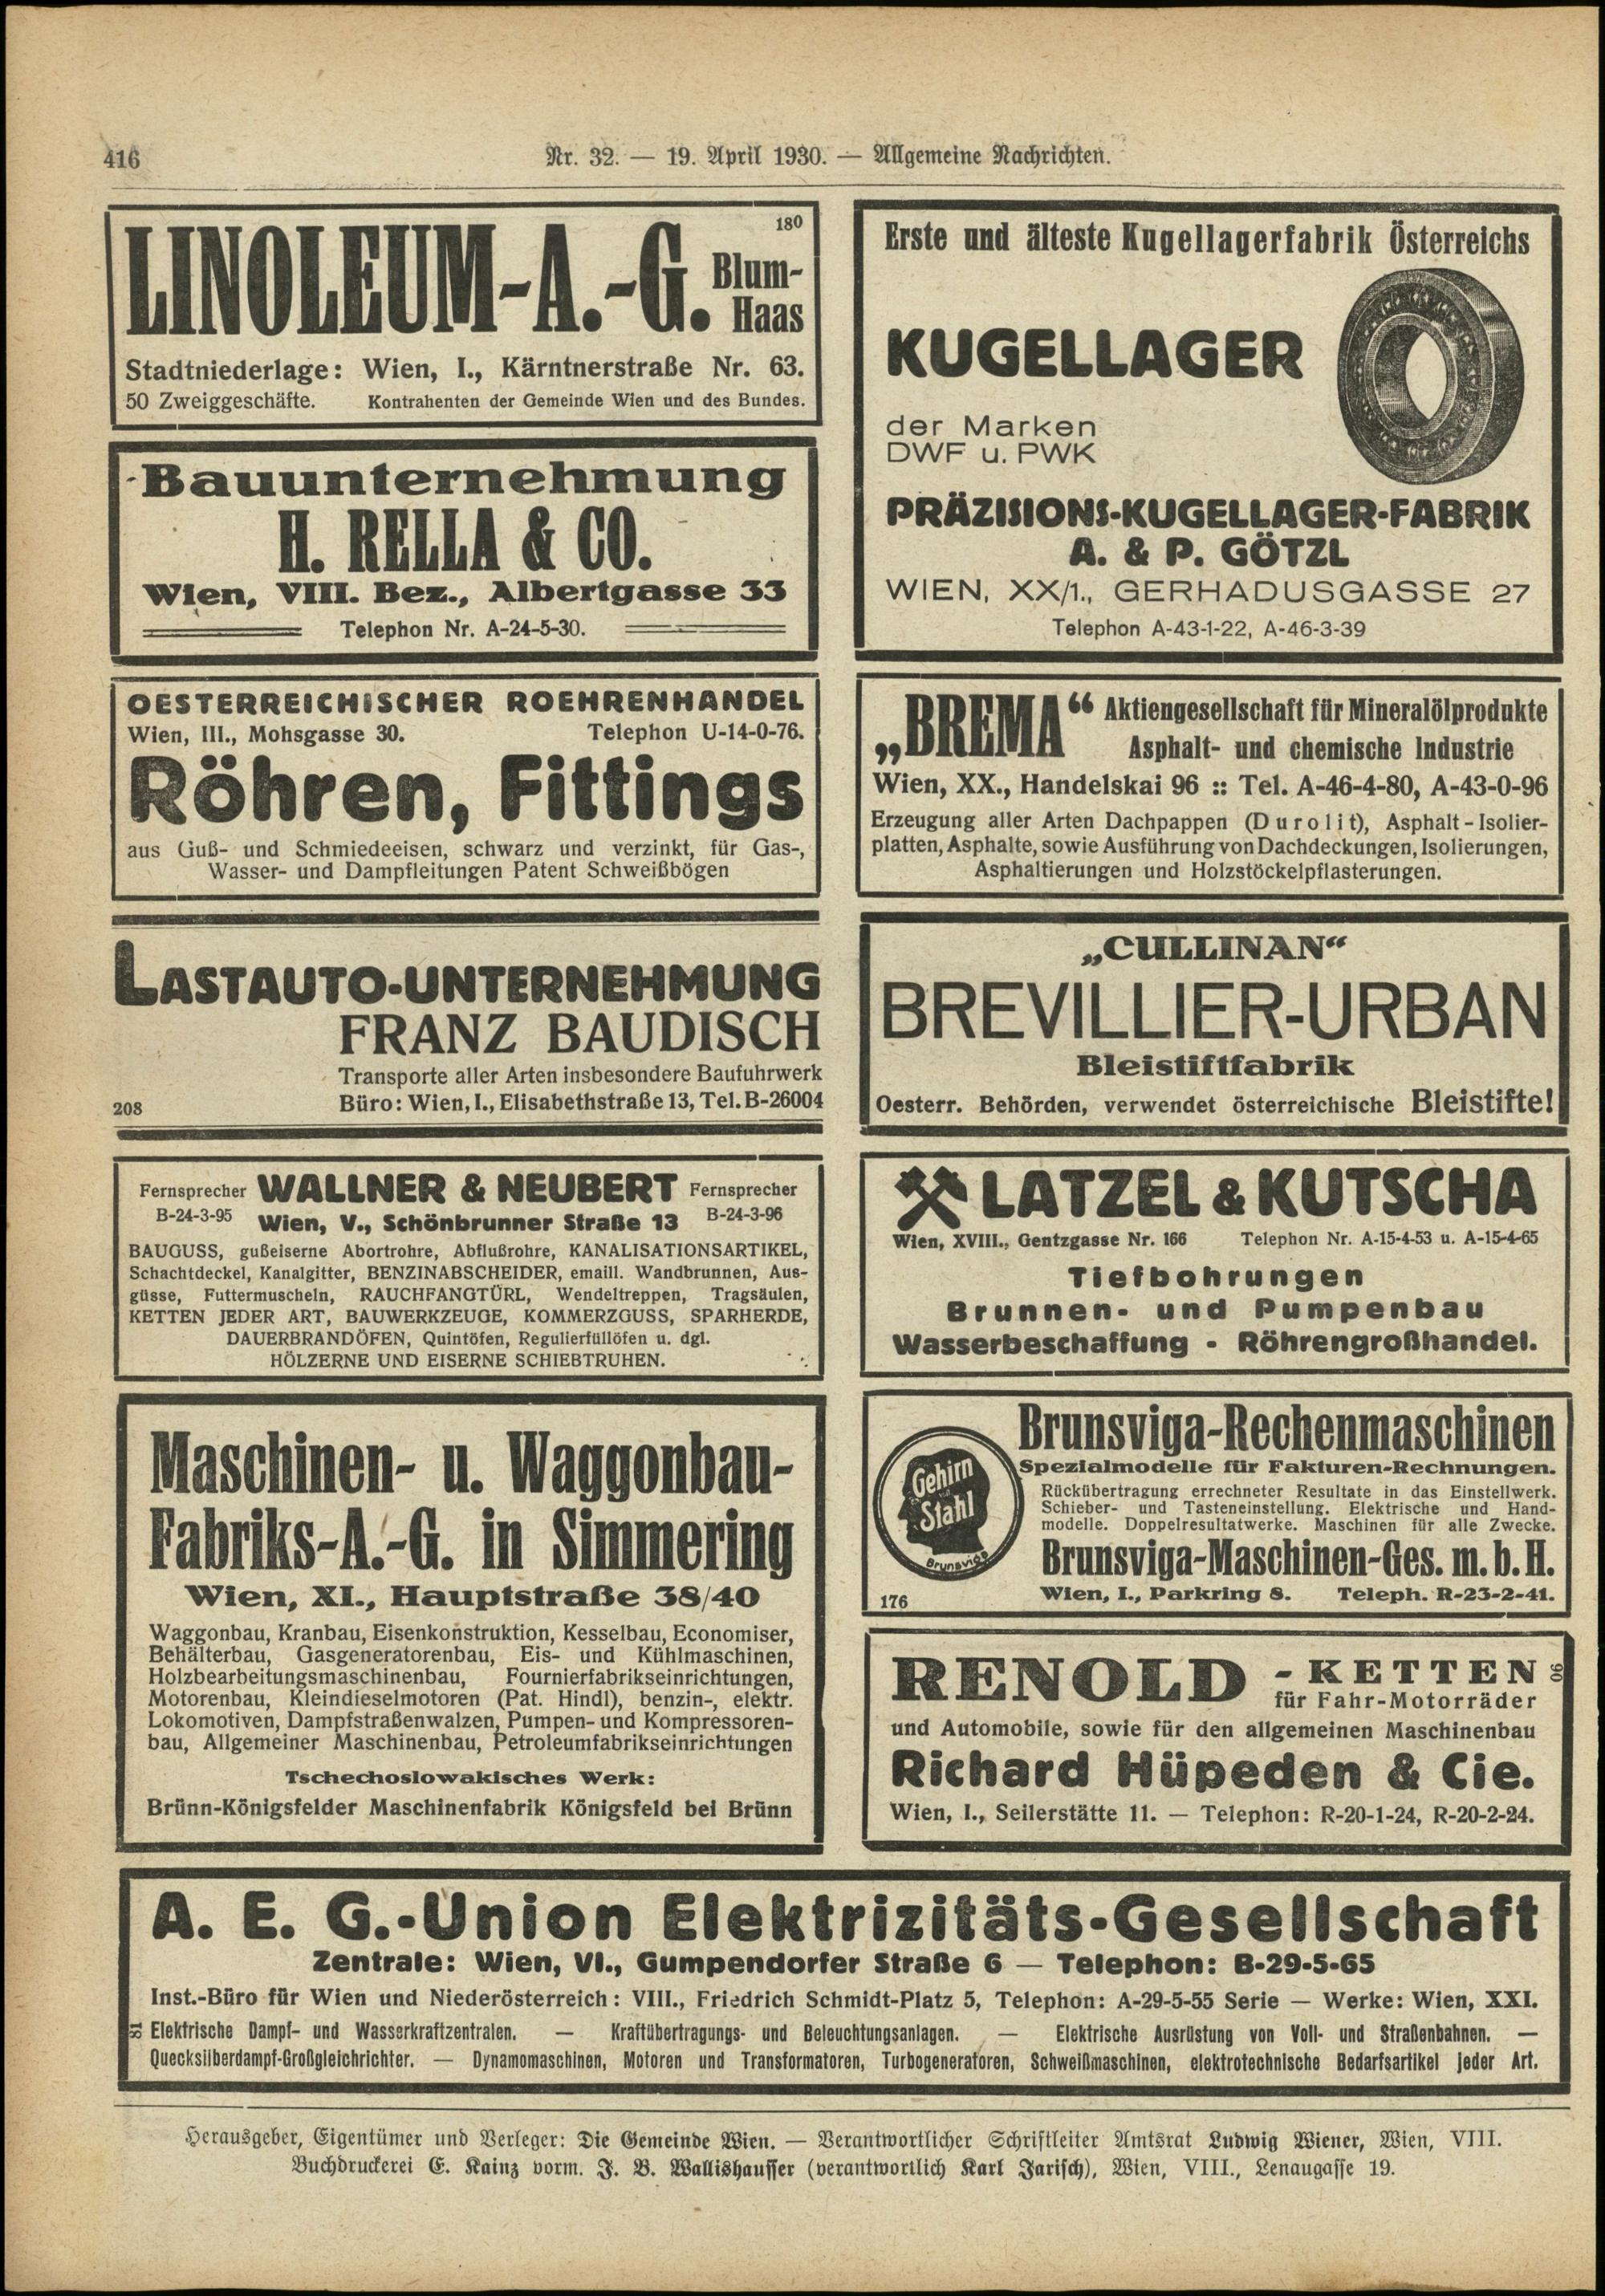 416
Nr. 32. — 19. April 1930. — Allgemeine Nachrichten.
180
LINOLEUM-A.-G. Blum-
Haas
Stadtniederlage: Wien, I., Kärntnerstraße Nr. 63.
50 Zweiggeschäfte. Kontrahenten der Gemeinde Wien und des Bundes.
Bauunternehmung
H. RELLA & CO.
Wien, VIII. Bez., Albertgasse 33
Telephon Nr. A-24-5-30.
OESTERREICHISCHER ROEHRENHANDEL
Wien, III., Mohsgasse 30. Telephon U-14-0-76.
Röhren, Fittings
aus Guß- und Schmiedeeisen, schwarz und verzinkt, für Gas-,
Wasser- und Dampfleitungen Patent Schweißbögen
LASTAUTO-UNTERNEHMUNG
FRANZ BAUDISCH
Transporte aller Arten insbesondere Baufuhrwerk
208 Büro: Wien, I., Elisabethstraße 13, Tel. B-26004
Fernsprecher WALLNER & NEUBERT Fernsprecher
B-24-3-95 Wien, V., Schönbrunner Straße 13 B-24-3-96
BAUGUSS, gußeiserne Abortrohre, Abflußrohre, KANALISATIONSARTIKEL,
Schachtdeckel, Kanalgitter, BENZINABSCHEIDER, emaill. Wandbrunnen, Aus-
güsse, Futtermuscheln, RAUCHFANGTÜRL, Wendeltreppen, Tragsäulen,
KETTEN JEDER ART, BAUWERKZEUGE, KOMMERZGUSS, SPARHERDE,
DAUERBRANDÖFEN, Quintöfen, Regulierfüllöfen u. dgl.
HÖLZERNE UND EISERNE SCHIEBTRUHEN.
Maschinen- u. Waggonbau-
Fabriks-A.-G. in Simmering
Wien, XI., Hauptstraße 38/40
Waggonbau, Kranbau, Eisenkonstruktion, Kesselbau, Economiser,
Behälterbau, Gasgeneratorenbau, Eis- und Kühlmaschinen,
Holzbearbeitungsmaschinenbau, Fournierfabrikseinrichtungen,
Motorenbau, Kleindieselmotoren (Pat. Hindl), benzin-, elektr.
Lokomotiven, Dampfstraßenwalzen, Pumpen- und Kompressoren-
bau, Allgemeiner Maschinenbau, Petroleumfabrikseinrichtungen
Tschechoslowakisches Werk:
Brünn-Königsfelder Maschinenfabrik Königsfeld bei Brünn
Erste und älteste Kugellagerfabrik Österreichs
KUGELLAGER
der Marken
DWF u. PWK
PRÄZISIONS-KUGELLAGER-FABRIK
A. & P. GÖTZL
WIEN, XX/1., GERHADUSGASSE 27
Telephon A-43-1-22, A-46-3-39
„BREMA“ Aktiengesellschaft für Mineralölprodukte
Asphalt- und chemische Industrie
Wien, XX., Handelskai 96 :: Tel. A-46-4-80, A-43-0-96
Erzeugung aller Arten Dachpappen (Durolit), Asphalt-Isolier-
platten, Asphalte, sowie Ausführung von Dachdeckungen, Isolierungen,
Asphaltierungen und Holzstöckelpflasterungen.
„CULLINAN“
BREVILLIER-URBAN
Bleistiftfabrik
Oesterr. Behörden, verwendet österreichische Bleistifte!
LATZEL & KUTSCHA
Wien, XVIII., Gentzgasse Nr. 166 Telephon Nr. A-15-4-53 u. A-15-4-65
Tiefbohrungen
Brunnen- und Pumpenbau
Wasserbeschaffung - Röhrengroßhandel.
Brunsviga-Rechenmaschinen
Spezialmodelle für Fakturen-Rechnungen.
Gehirn
Stahl
Brunsviga
Rückübertragung errechneter Resultate in das Einstellwerk.
Schieber- und Tasteneinstellung. Elektrische und Hand-
modelle. Doppelresultatwerke. Maschinen für alle Zwecke.
Brunsviga-Maschinen-Ges. m. b. H.
176 Wien, I., Parkring 8. Teleph. R-23-2-41.
RENOLD-KETTEN 90
für Fahr-Motorräder
und Automobile, sowie für den allgemeinen Maschinenbau
Richard Hüpeden & Cie.
Wien, I., Seilerstätte 11. — Telephon: R-20-1-24, R-20-2-24.
A. E. G.-Union Elektrizitäts-Gesellschaft
Zentrale: Wien, VI., Gumpendorfer Straße 6 — Telephon: B-29-5-65
Inst.-Büro für Wien und Niederösterreich: VIII., Friedrich Schmidt-Platz 5, Telephon: A-29-5-55 Serie — Werke: Wien, XXI.
81 Elektrische Dampf- und Wasserkraftzentralen. — Kraftübertragungs- und Beleuchtungsanlagen. — Elektrische Ausrüstung von Voll- und Straßenbahnen. —
Quecksilberdampf-Großgleichrichter. — Dynamomaschinen, Motoren und Transformatoren, Turbogeneratoren, Schweißmaschinen, elektrotechnische Bedarfsartikel jeder Art.
Herausgeber, Eigentümer und Verleger: Die Gemeinde Wien. — Verantwortlicher Schriftleiter Amtsrat Ludwig Wiener, Wien, VIII.
Buchdruckerei E. Kainz vorm. J. B. Wallishausser (verantwortlich Karl Jarisch), Wien, VIII., Lenaugasse 19.